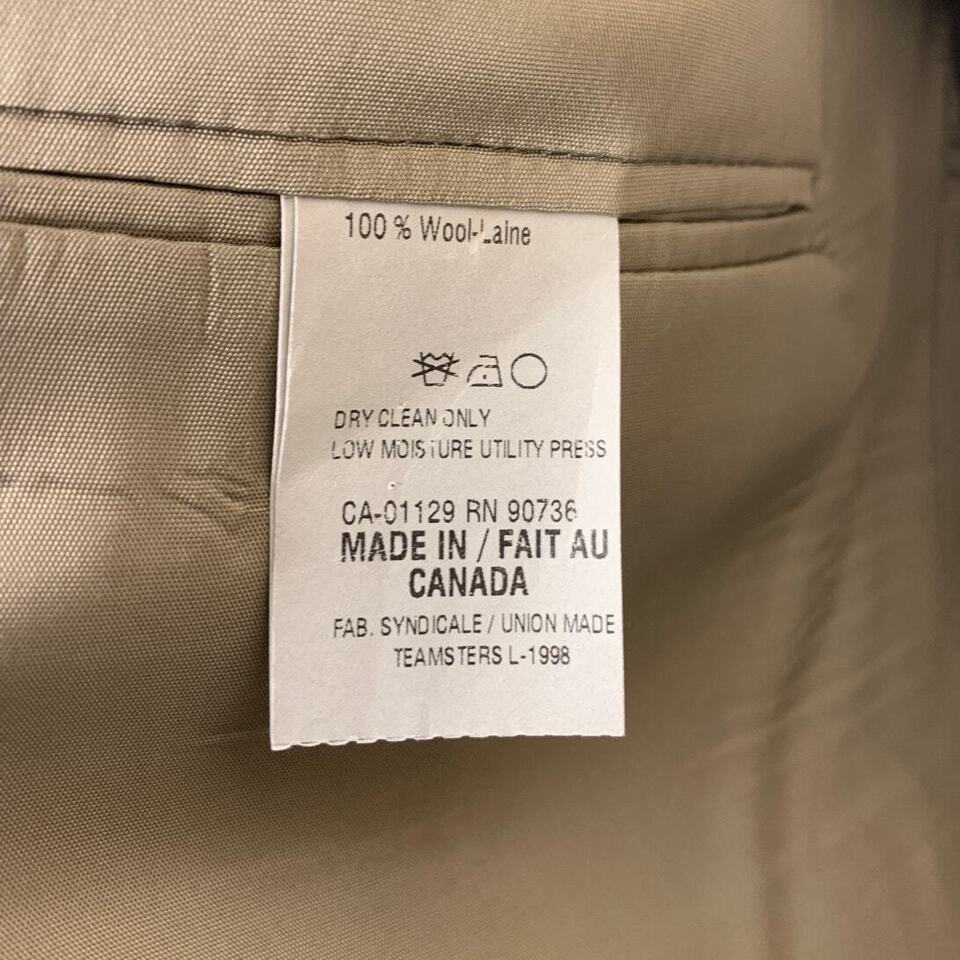 100 % Wool-Laine
DRY CLEAN ONLY
LOW MOISTURE UTILITY PRESS
CA-01129 RN 90736
MADE IN / FAIT AU
CANADA
FAB. SYNDICALE / UNION MADE
TEAMSTERS L-1998